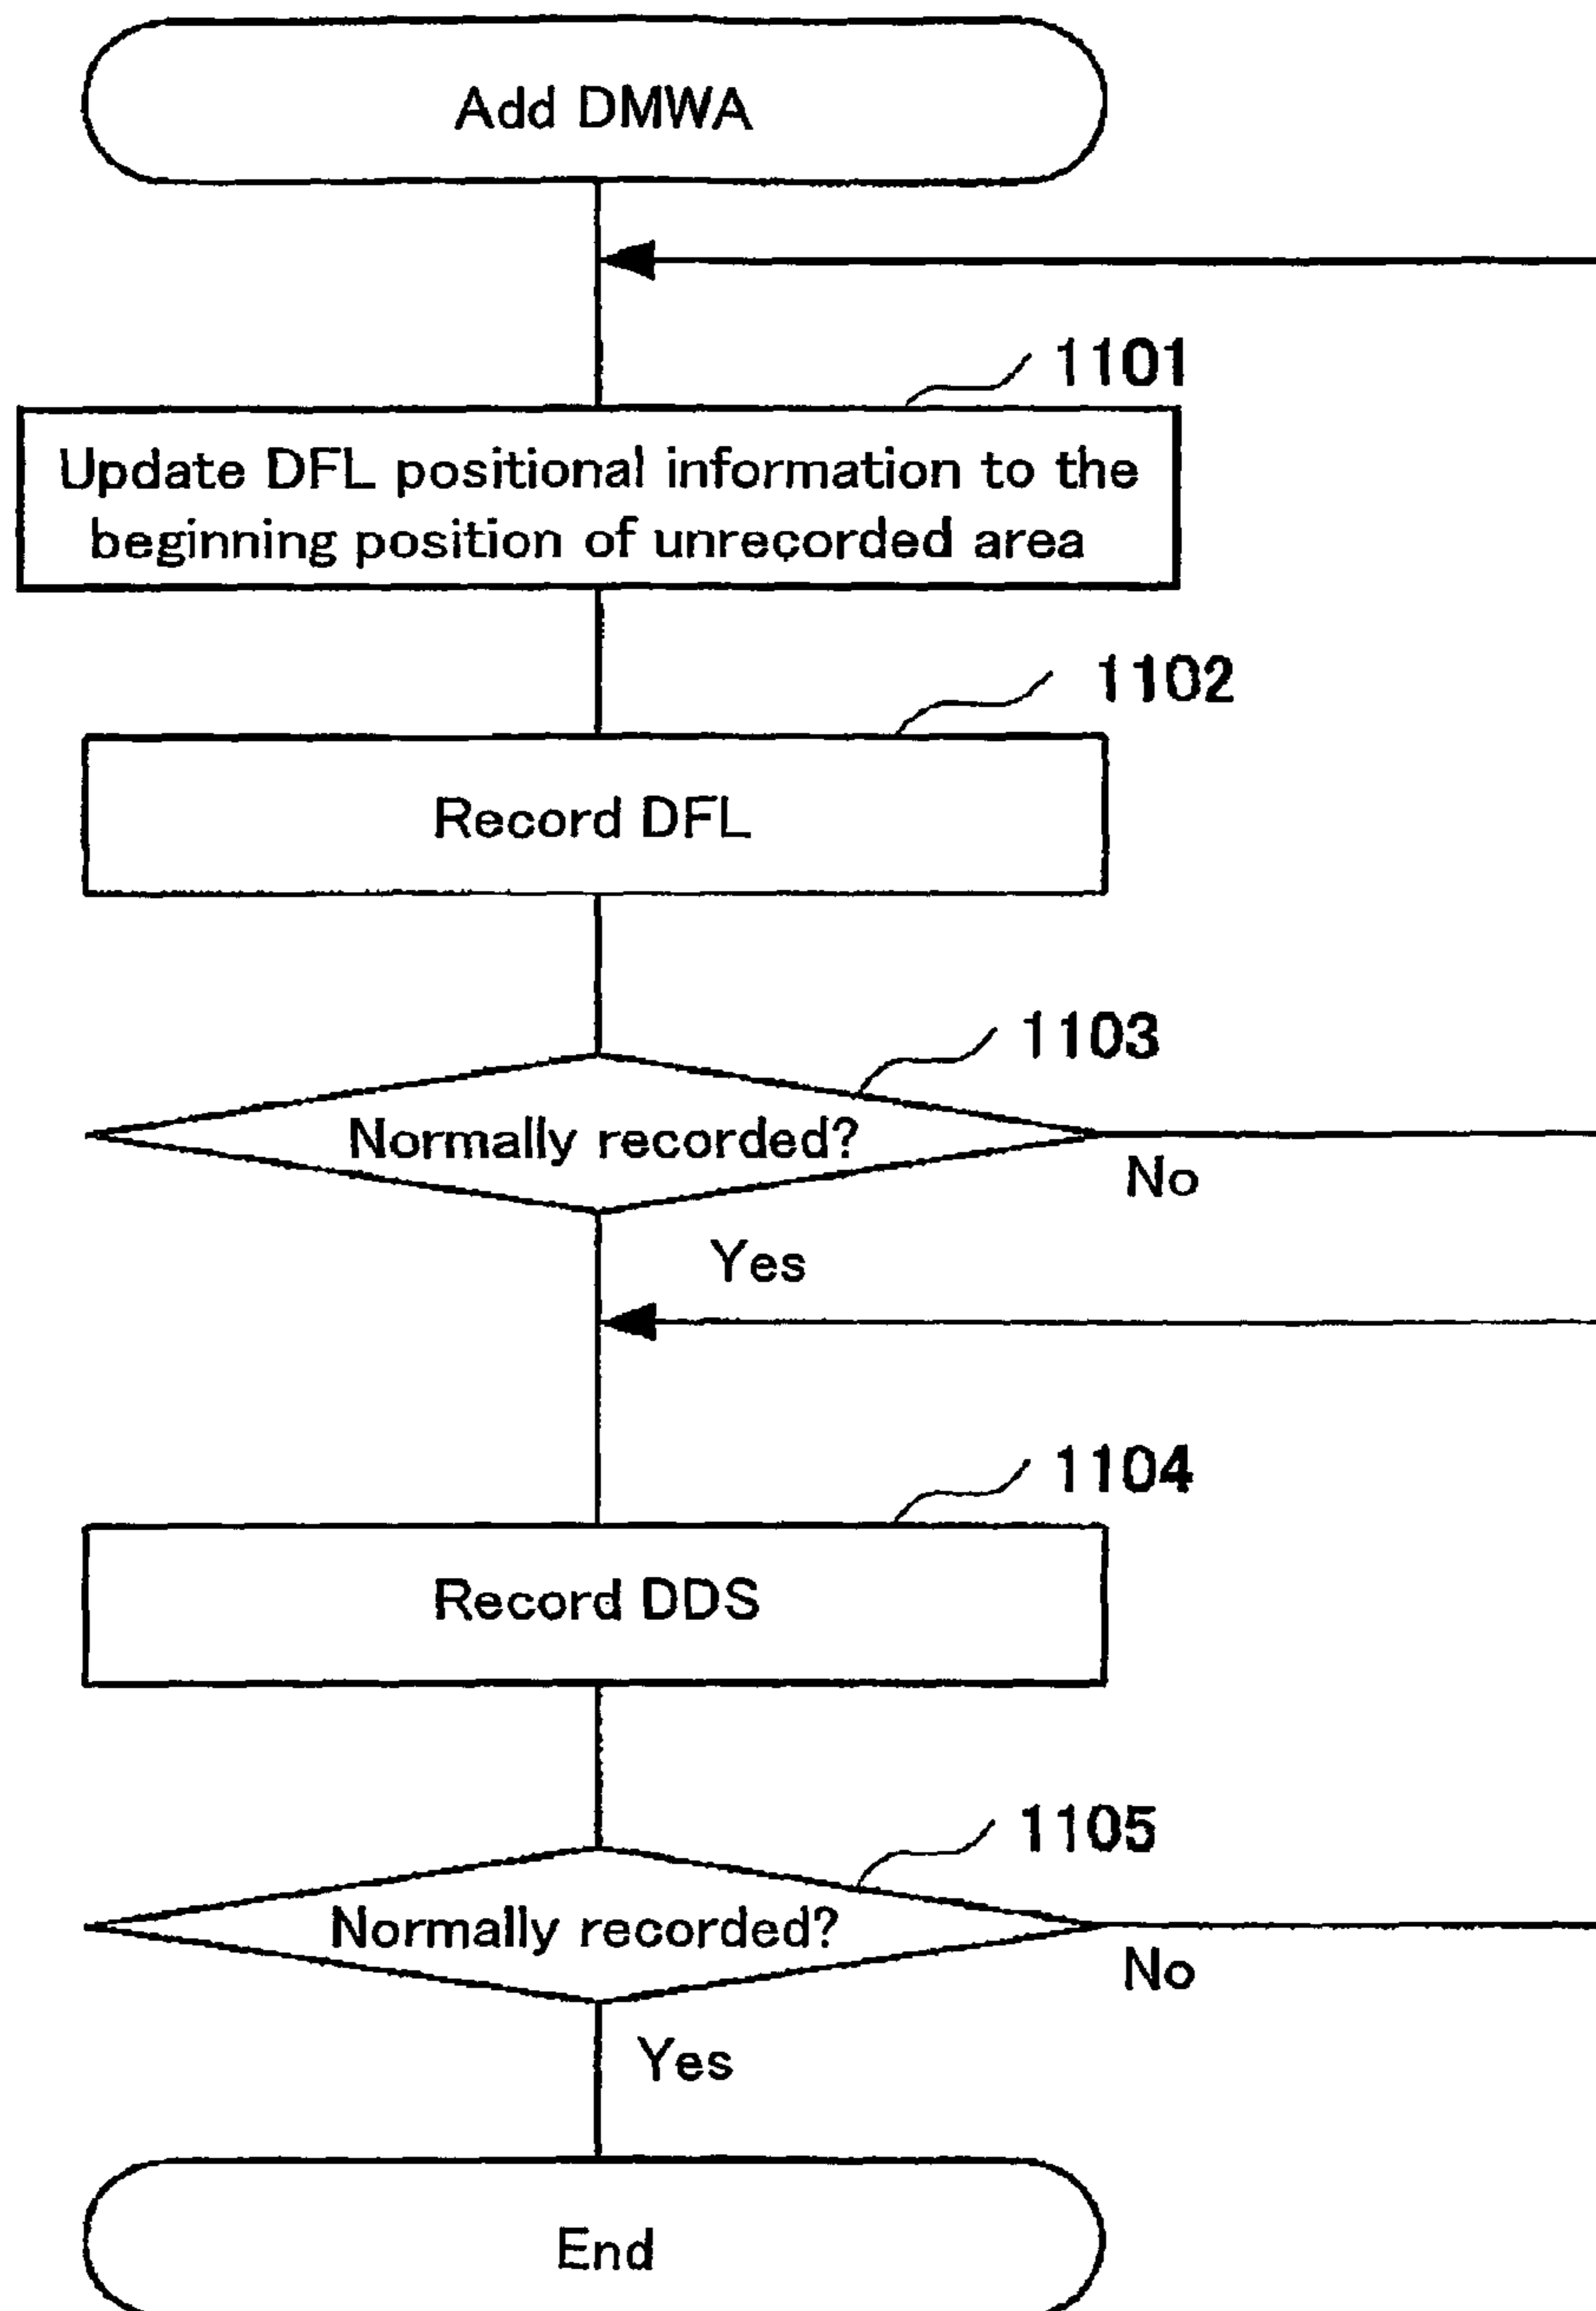 Add DMWA
1101
Update DFL positional information to the
beginning position of unrecorded area
1102
Record DFL
1103
Normally recorded?
No
Yes
1104
Record DDS
1105
Normally recorded?
No
Yes
End